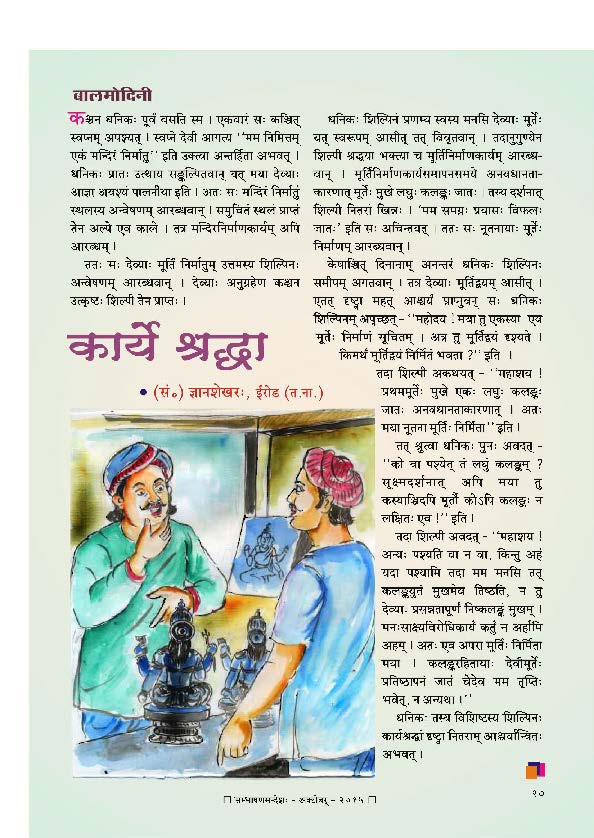 बालमोदिनी
कश्चन धनिकः पूर्वं वसति स्म । एकवारं सः कञ्चित्
स्वप्नम् अपश्यत् । स्वप्ने देवी आगत्य ‘‘मम निमित्तम्
एकं मन्दिरं निर्मातु’’ इति उक्त्वा अन्तर्हिता अभवत् ।
धनिकः प्रातः उत्थाय सङ्कल्पितवान् यत् मया देव्याः
आज्ञा अवश्यं पालनीया इति । अतः सः मन्दिरं निर्मातुं
स्थलस्य अन्वेषणम् आरब्धवान् । समुचितं स्थलं प्राप्तं
तेन अल्पे एव काले । तत्र मन्दिरनिर्माणकार्यम् अपि
आरब्धम् ।
ततः सः देव्याः मूर्तिं निर्मातुम् उत्तमस्य शिल्पिनः
अन्वेषणम् आरब्धवान् । देव्याः अनुग्रहेण कश्चन
उत्कृष्टः शिल्पी तेन प्राप्तः ।
कार्ये श्रद्धा
• (सं०) ज्ञानशेखरः, ईरोड (त.ना.)
धनिकः शिल्पिनं प्रणम्य स्वस्य मनसि देव्याः मूर्तेः
यत् स्वरूपम् आसीत् तत् विवृतवान् । तदानुगुण्येन
शिल्पी श्रद्धया भक्त्या च मूर्तिनिर्माणकार्यम् आरब्ध-
वान् । मूर्तिनिर्माणकार्यसमापनसमये अनवधानता-
कारणात् मूर्तेः मुखे लघुः कलङ्कः जातः । तस्य दर्शनात्
शिल्पी नितरां खिन्नः । ‘मम समग्रः प्रयासः विफलः
जातः’ इति सः अचिन्तयत् । ततः सः नूतनायाः मूर्तेः
निर्माणम् आरब्धवान् ।
केषाञ्चित् दिनानाम् अनन्तरं धनिकः शिल्पिनः
समीपम् अगतवान् । तत्र देव्याः मूर्तिद्वयम् आसीत् ।
एतत् दृष्ट्वा महत् आश्चर्यं प्राप्नुवन् सः धनिकः
शिल्पिनम् अपृच्छत् - ‘‘महोदय ! मया तु एकस्याः एव
मूर्तेः निर्माणं सूचितम् । अत्र तु मूर्तिद्वयं दृश्यते ।
किमर्थं मूर्तिद्वयं निर्मितं भवता ?’’ इति ।
तदा शिल्पी अकथयत् - ‘‘महाशय !
प्रथममूर्तेः मुखे एकः लघुः कलङ्कः
जातः अनवधानताकारणात् । अतः
मया नूतना मूर्तिः निर्मिता’’ इति ।
तत् श्रुत्वा धनिकः पुनः अवदत् -
‘‘को वा पश्येत् तं लघुं कलङ्कम् ?
सूक्ष्मदर्शनात् अपि मया तु
कस्याञ्चिदपि मूर्तौ कोऽपि कलङ्कः न
लक्षितः एव !’’ इति ।
तदा शिल्पी अवदत् - ‘‘महाशय !
अन्यः पश्यति वा न वा, किन्तु अहं
यदा पश्यामि तदा मम मनसि तत्
कलङ्कयुतं मुखमेव तिष्ठति, न तु
देव्याः प्रसन्नतापूर्णं निष्कलङ्कं मुखम् ।
मनःसाक्ष्यविरोधिकार्यं कर्तुं न अर्हामि
अहम् । अतः एव अपरा मूर्तिः निर्मिता
मया । कलङ्करहितायाः देवीमूर्तेः
प्रतिष्ठापनं जातं चेदेव मम तृप्तिः
भवेत्, न अन्यथा ।’’
धनिकः तस्य विशिष्टस्य शिल्पिनः
कार्यश्रद्धां दृष्ट्वा नितराम् आश्चर्यान्वितः
अभवत् ।
□ सम्भाषणसन्देशः - अक्टोबर् - २०१५ □
२०